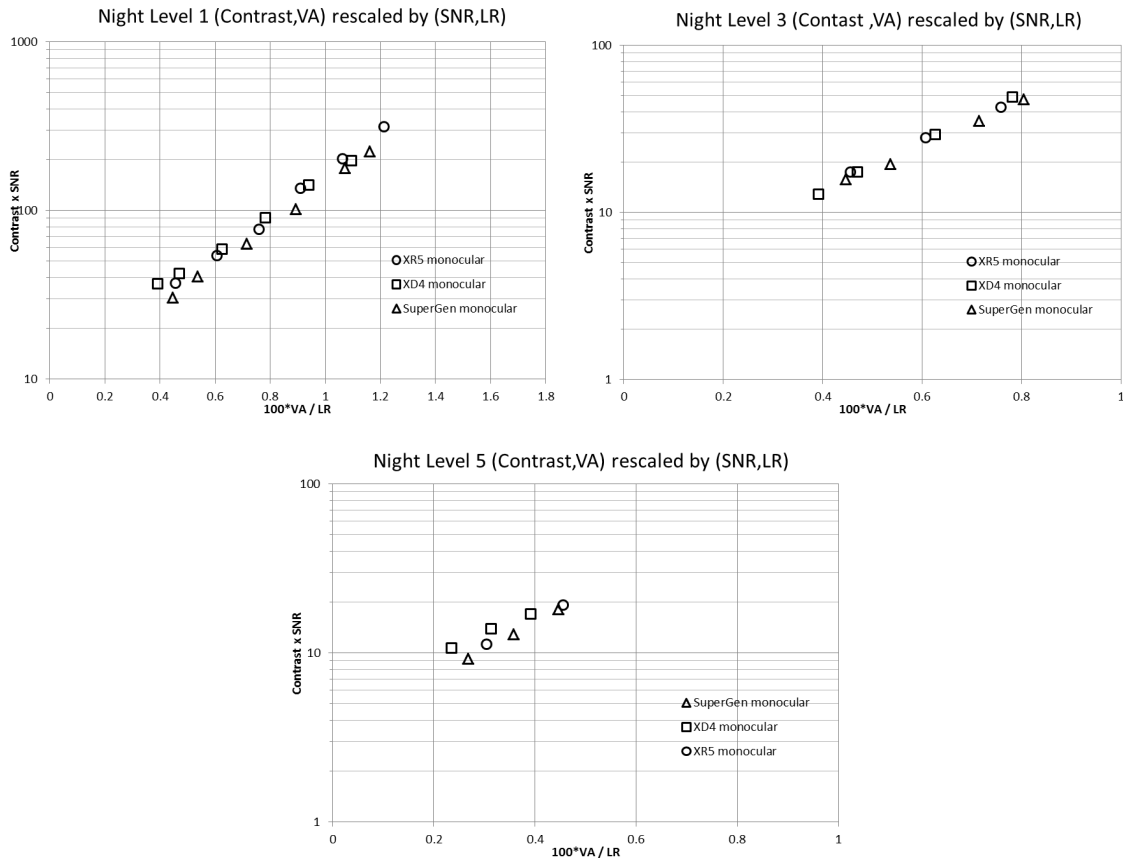 Night Level 1 (Contrast,VA) rescaled by (SNR,LR)
1000
100
10
Contrast x SNR
0 0.2 0.4 0.6 0.8 1 1.2 1.4 1.6 1.8
100*VA / LR
XR5 monocular
XD4 monocular
SuperGen monocular
Night Level 3 (Contast ,VA) rescaled by (SNR,LR)
100
10
1
Contrast x SNR
0 0.2 0.4 0.6 0.8 1
100*VA / LR
XR5 monocular
XD4 monocular
SuperGen monocular
Night Level 5 (Contrast,VA) rescaled by (SNR,LR)
100
10
1
Contrast x SNR
0 0.2 0.4 0.6 0.8 1
100*VA / LR
SuperGen monocular
XD4 monocular
XR5 monocular